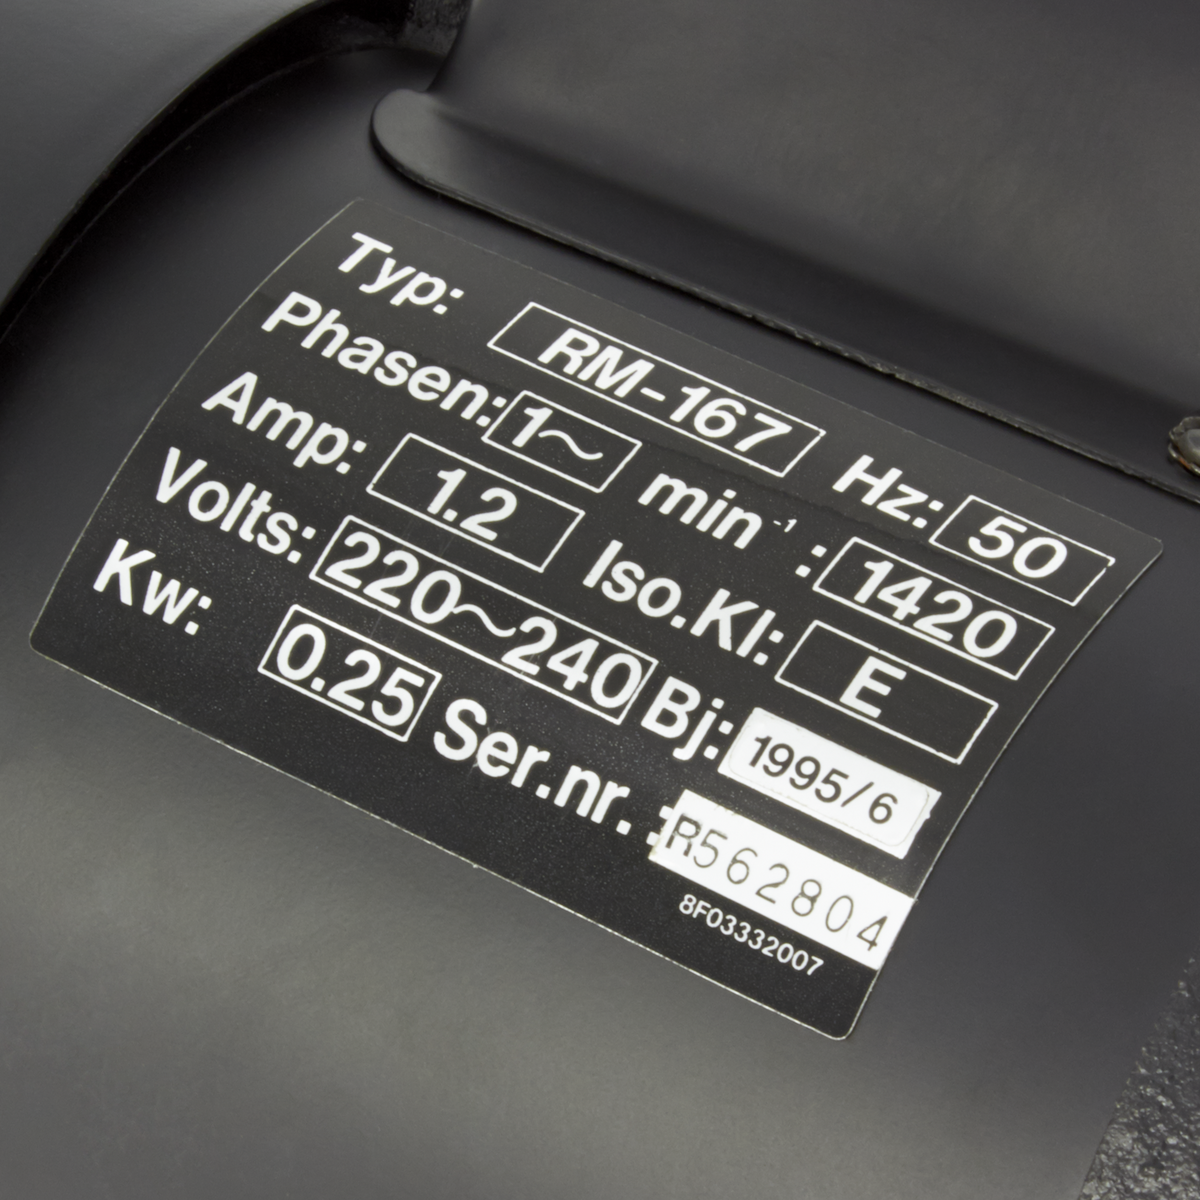 Typ: RM-167 Hz: 50
Phasen: 1~ min⁻¹ : 1420
Amp: 1.2 Iso.Kl: E
Volts: 220~240 Bj: 1995/6
Kw: 0.25 Ser.nr. : R562804
8F03332007